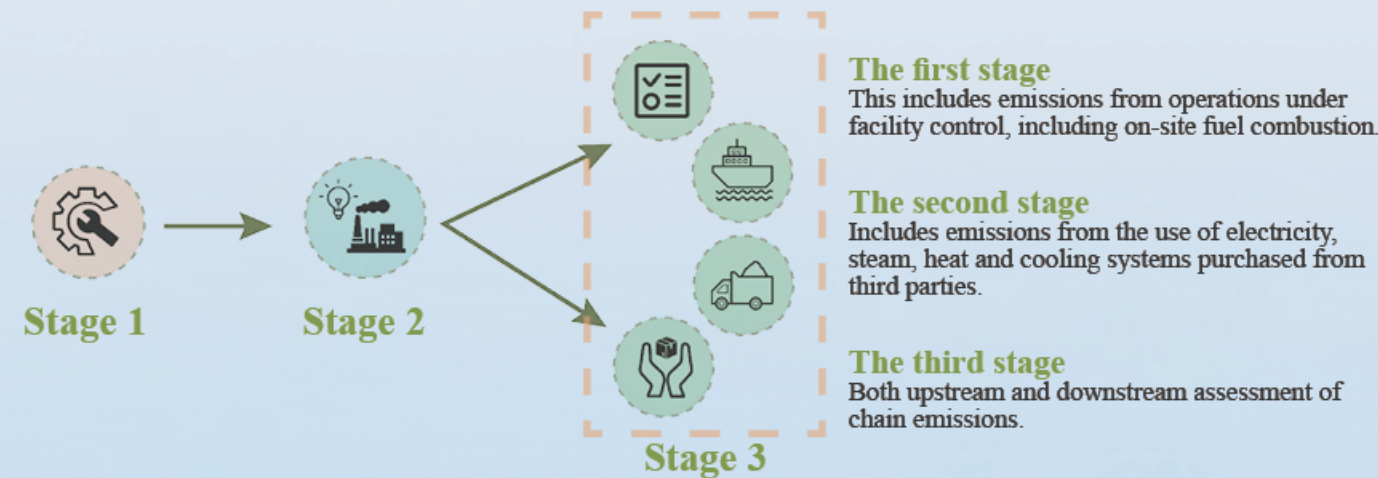 Stage 1
Stage 2
Stage 3
The first stage
This includes emissions from operations under
facility control, including on-site fuel combustion.
The second stage
Includes emissions from the use of electricity,
steam, heat and cooling systems purchased from
third parties.
The third stage
Both upstream and downstream assessment of
chain emissions.